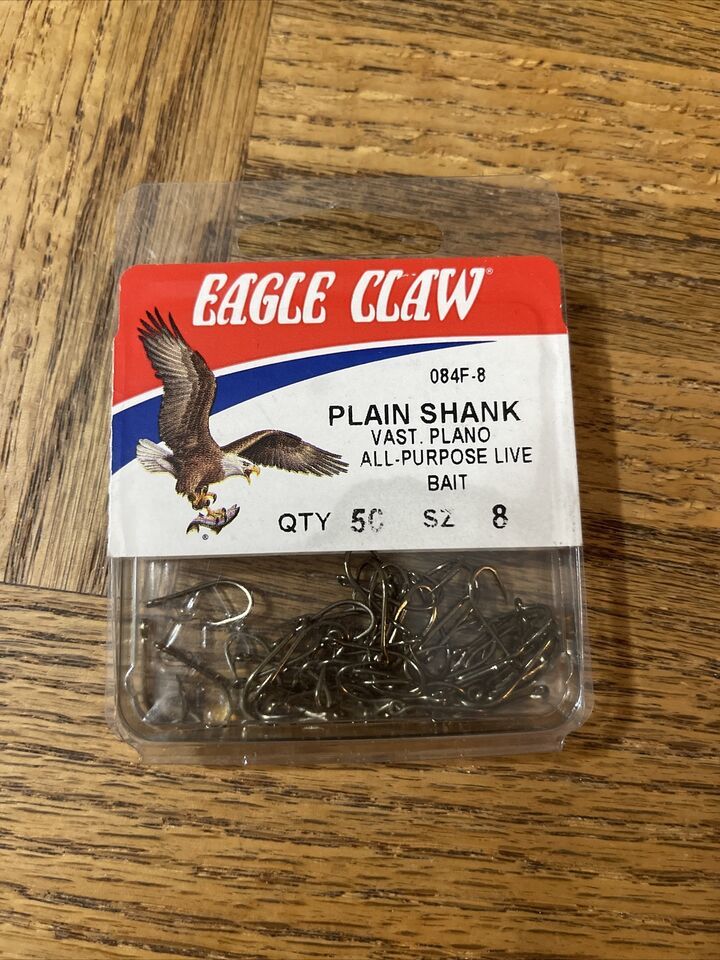 EAGLE CLAW®
084F-8
PLAIN SHANK
VAST. PLANO
ALL-PURPOSE LIVE
BAIT
QTY 50 SZ 8
®